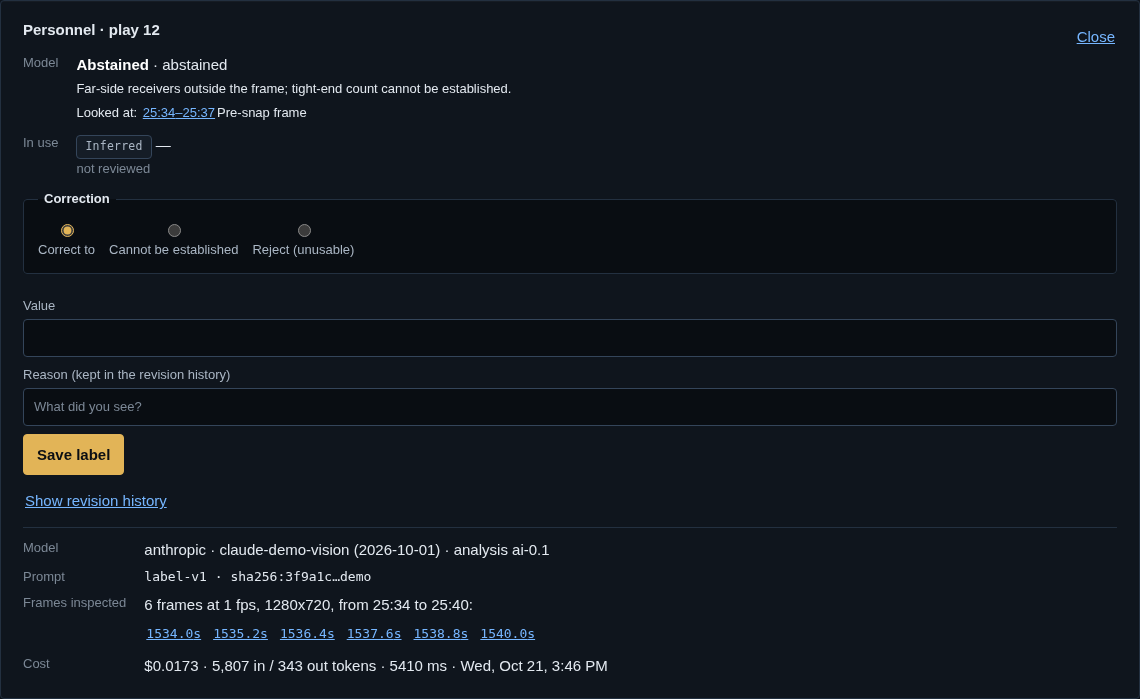 Personnel · play 12
Close
Model
Abstained · abstained
Far-side receivers outside the frame; tight-end count cannot be established.
Looked at: 25:34–25:37 Pre-snap frame
In use
Inferred —
not reviewed
Correction
Correct to
Cannot be established
Reject (unusable)
Value
Reason (kept in the revision history)
What did you see?
Save label
Show revision history
Model
anthropic · claude-demo-vision (2026-10-01) · analysis ai-0.1
Prompt
label-v1 · sha256:3f9a1c…demo
Frames inspected
6 frames at 1 fps, 1280x720, from 25:34 to 25:40:
1534.0s 1535.2s 1536.4s 1537.6s 1538.8s 1540.0s
Cost
$0.0173 · 5,807 in / 343 out tokens · 5410 ms · Wed, Oct 21, 3:46 PM